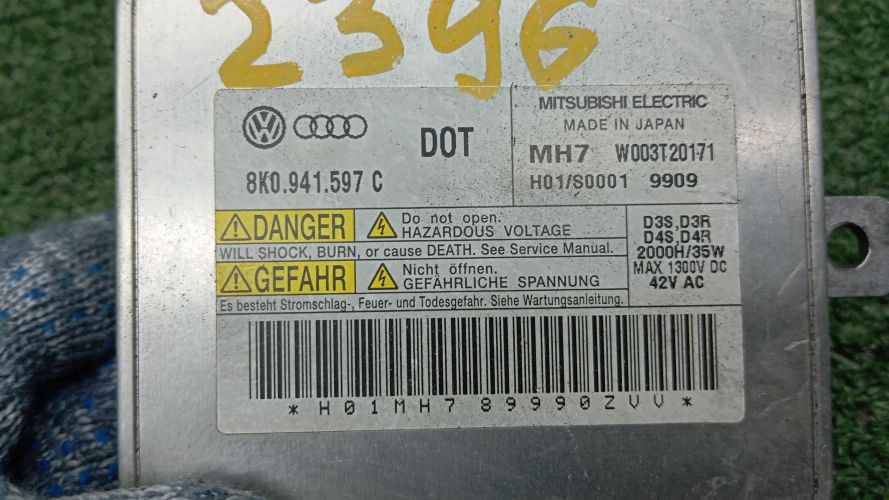 2396
MITSUBISHI ELECTRIC
MADE IN JAPAN
DOT
MH7 W003T20171
8K0.941.597 C
H01/S0001 9909
DANGER
Do not open.
HAZARDOUS VOLTAGE
WILL SHOCK, BURN, or cause DEATH. See Service Manual.
GEFAHR
Nicht öffnen.
GEFÄHRLICHE SPANNUNG
Es besteht Stromschlag-, Feuer- und Todesgefahr. Siehe Wartungsanleitung.
D3S,D3R
D4S,D4R
2000H/35W
MAX 1300V DC
42V AC
*H01MH789990ZVV*